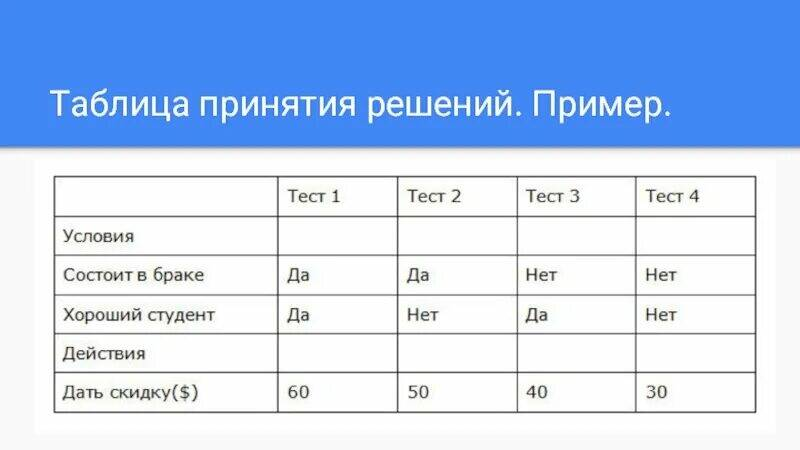 Таблица принятия решений. Пример.
Тест 1 Тест 2 Тест 3 Тест 4
Условия
Состоит в браке Да Да Нет Нет
Хороший студент Да Нет Да Нет
Действия
Дать скидку($) 60 50 40 30